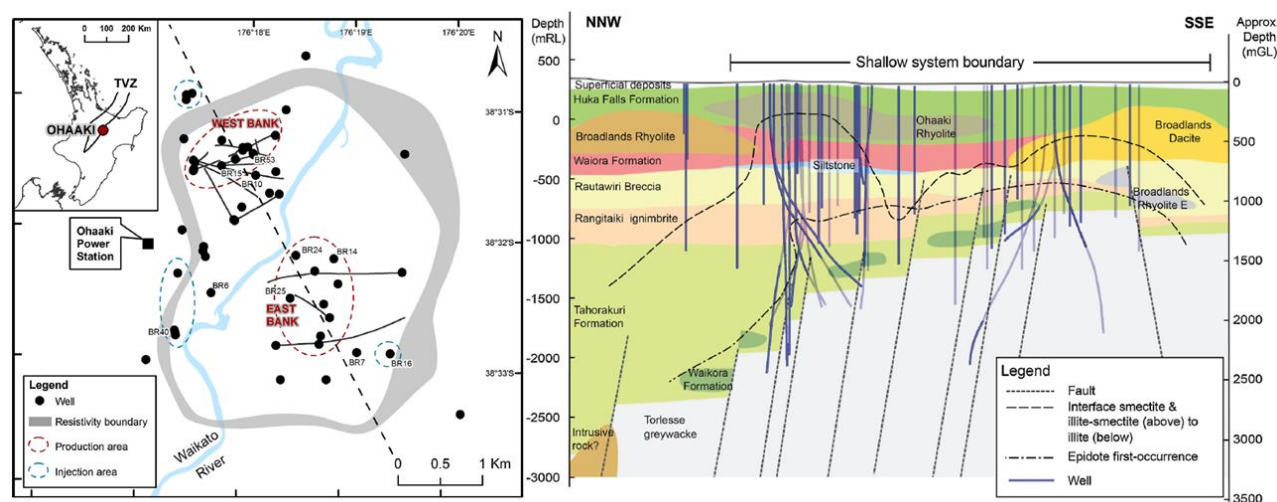 0 100 200 Km
TVZ
OHAAKI
176°18'E
176°19'E
176°20'E
N
38°31'S
38°32'S
38°33'S
WEST BANK
BR53
BR15
BR10
Ohaaki
Power
Station
BR24
BR14
BR6
BR25
EAST
BANK
BR40
BR7
BR16
Waikato
River
Legend
Well
Resistivity boundary
Production area
Injection area
0 0.5 1 Km
Depth
(mRL)
NNW
SSE
Approx
Depth
(mGL)
Shallow system boundary
500
0
-500
-1000
-1500
-2000
-2500
-3000
0
500
1000
1500
2000
2500
3000
3500
Superficial deposits
Huka Falls Formation
Ohaaki
Rhyolite
Broadlands Rhyolite
Broadlands
Dacite
Waiora Formation
Siltstone
Rautawiri Breccia
Broadlands
Rhyolite E
Rangitaiki ignimbrite
Tahorakuri
Formation
Waikora
Formation
Torlesse
greywacke
Intrusive
rock?
Legend
Fault
Interface smectite &
illite-smectite (above) to
illite (below)
Epidote first-occurrence
Well